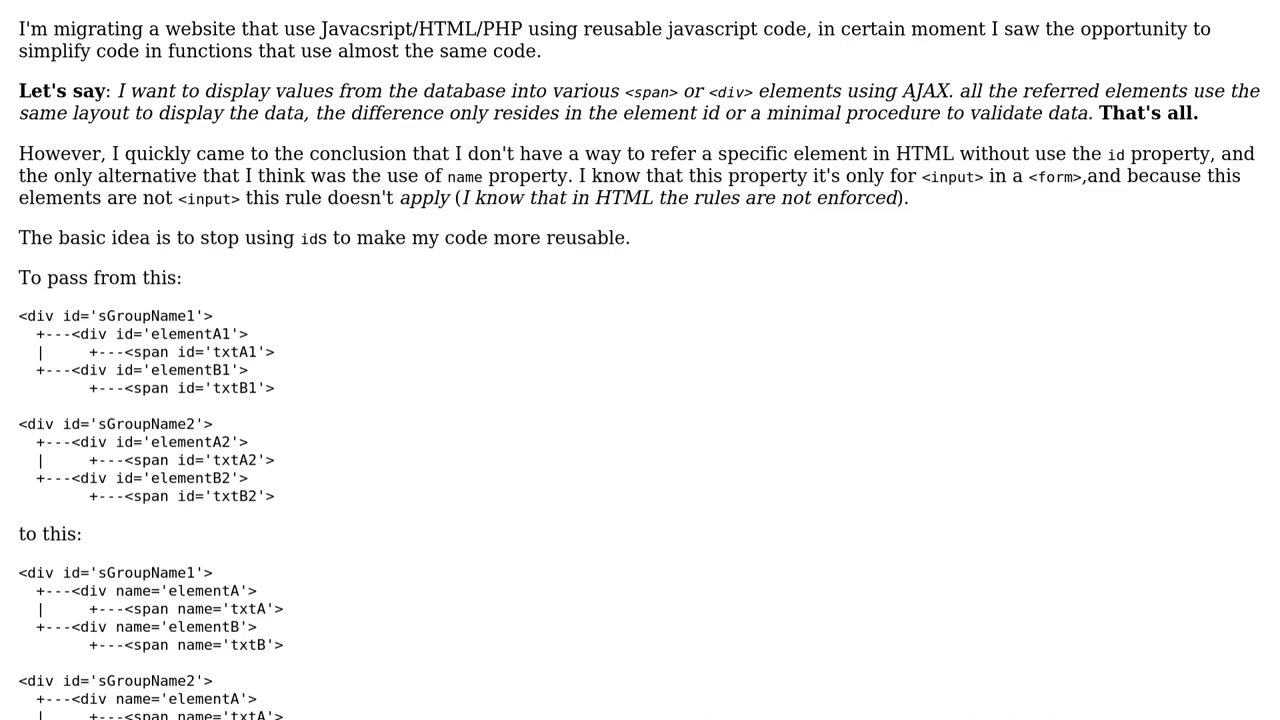 I'm migrating a website that use Javacsript/HTML/PHP using reusable javascript code, in certain moment I saw the opportunity to
simplify code in functions that use almost the same code.
Let's say: I want to display values from the database into various <span> or <div> elements using AJAX. all the referred elements use the
same layout to display the data, the difference only resides in the element id or a minimal procedure to validate data. That's all.
However, I quickly came to the conclusion that I don't have a way to refer a specific element in HTML without use the id property, and
the only alternative that I think was the use of name property. I know that this property it's only for <input> in a <form>,and because this
elements are not <input> this rule doesn't apply (I know that in HTML the rules are not enforced).
The basic idea is to stop using ids to make my code more reusable.
To pass from this:
<div id='sGroupName1'>
  +---<div id='elementA1'>
  |     +---<span id='txtA1'>
  +---<div id='elementB1'>
        +---<span id='txtB1'>
<div id='sGroupName2'>
  +---<div id='elementA2'>
  |     +---<span id='txtA2'>
  +---<div id='elementB2'>
        +---<span id='txtB2'>
to this:
<div id='sGroupName1'>
  +---<div name='elementA'>
  |     +---<span name='txtA'>
  +---<div name='elementB'>
        +---<span name='txtB'>
<div id='sGroupName2'>
  +---<div name='elementA'>
  |     +---<span name='txtA'>